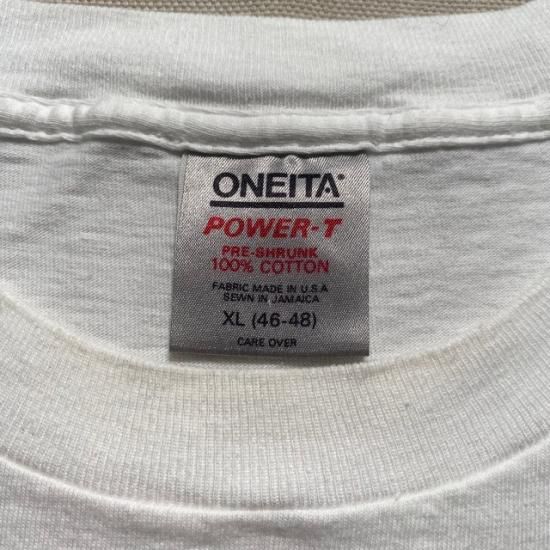 ONEITA®
POWER-T
PRE-SHRUNK
100% COTTON
FABRIC MADE IN U.S.A
SEWN IN JAMAICA
XL (46-48)
CARE OVER